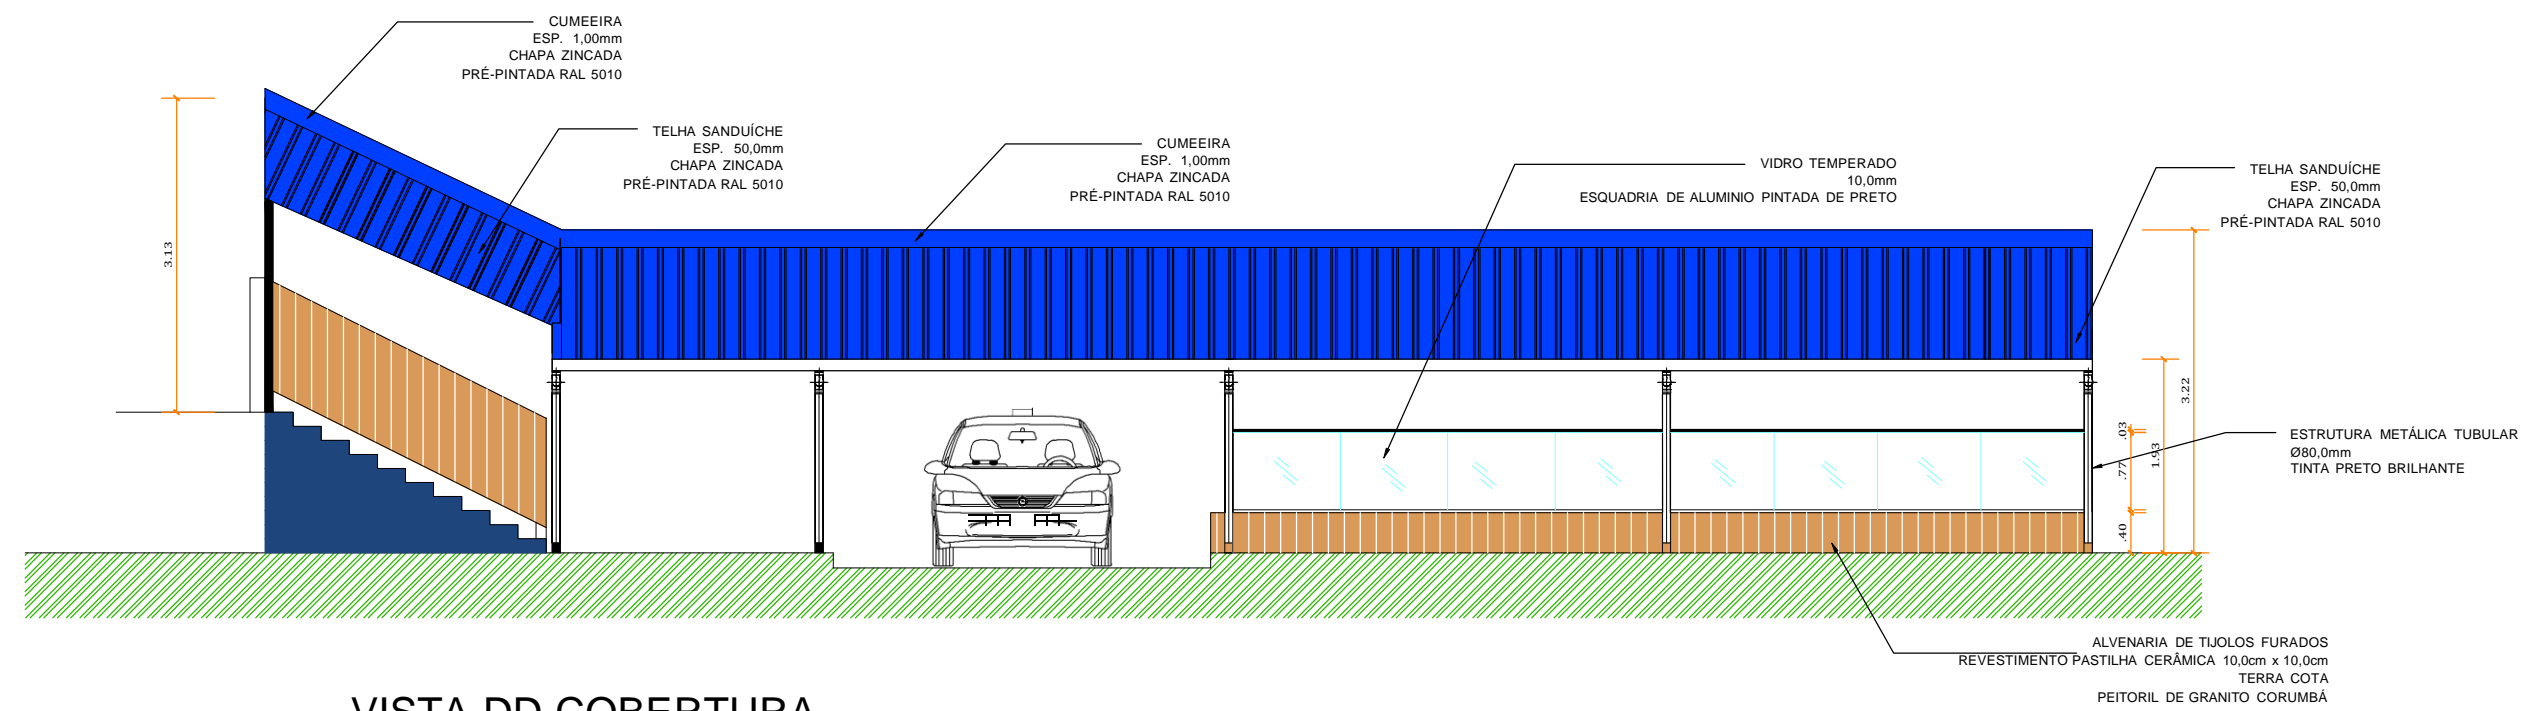 CUMEEIRA
ESP. 1,00mm
CHAPA ZINCADA
PRÉ-PINTADA RAL 5010
TELHA SANDUÍCHE
ESP. 50,0mm
CHAPA ZINCADA
PRÉ-PINTADA RAL 5010
CUMEEIRA
ESP. 1,00mm
CHAPA ZINCADA
PRÉ-PINTADA RAL 5010
VIDRO TEMPERADO
10,0mm
ESQUADRIA DE ALUMINIO PINTADA DE PRETO
TELHA SANDUÍCHE
ESP. 50,0mm
CHAPA ZINCADA
PRÉ-PINTADA RAL 5010
3.13
3.22
1.93
.03
.77
.40
ESTRUTURA METÁLICA TUBULAR
Ø80,0mm
TINTA PRETO BRILHANTE
ALVENARIA DE TIJOLOS FURADOS
REVESTIMENTO PASTILHA CERÂMICA 10,0cm x 10,0cm
TERRA COTA
PEITORIL DE GRANITO CORUMBÁ
VISTA DD COBERTURA